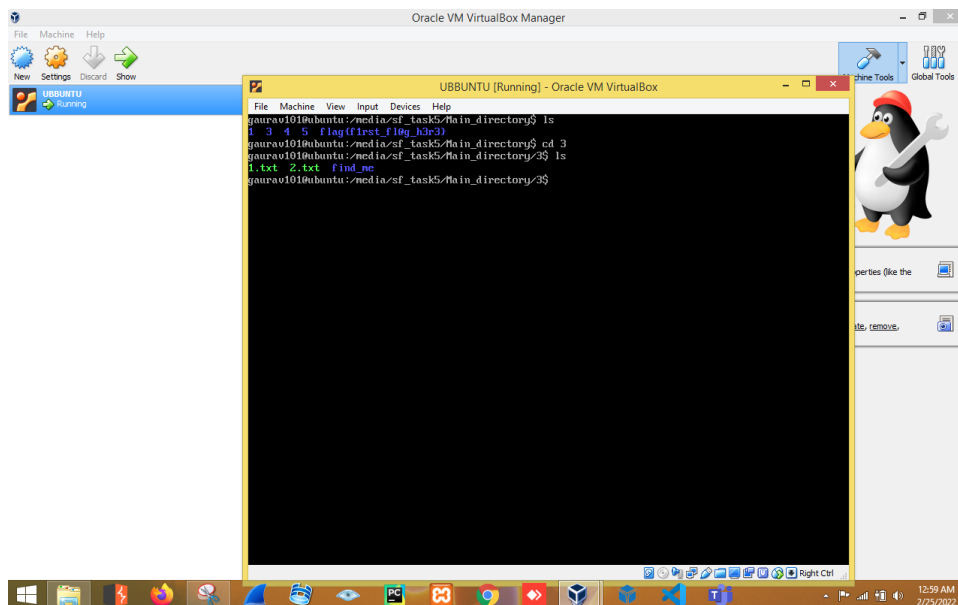 Oracle VM VirtualBox Manager
File Machine Help
New Settings Discard Show
Machine Tools Global Tools
UBBUNTU
Running
UBBUNTU [Running] - Oracle VM VirtualBox
File Machine View Input Devices Help
gaurav101@ubuntu:/media/sf_task5/Main_directory$ ls
1 3 4 5 flag{f1rst_fl@g_h3r3}
gaurav101@ubuntu:/media/sf_task5/Main_directory$ cd 3
gaurav101@ubuntu:/media/sf_task5/Main_directory/3$ ls
1.txt 2.txt find_me
gaurav101@ubuntu:/media/sf_task5/Main_directory/3$
operties (like the
ate, remove,
Right Ctrl
PC
T
12:59 AM
2/25/2022